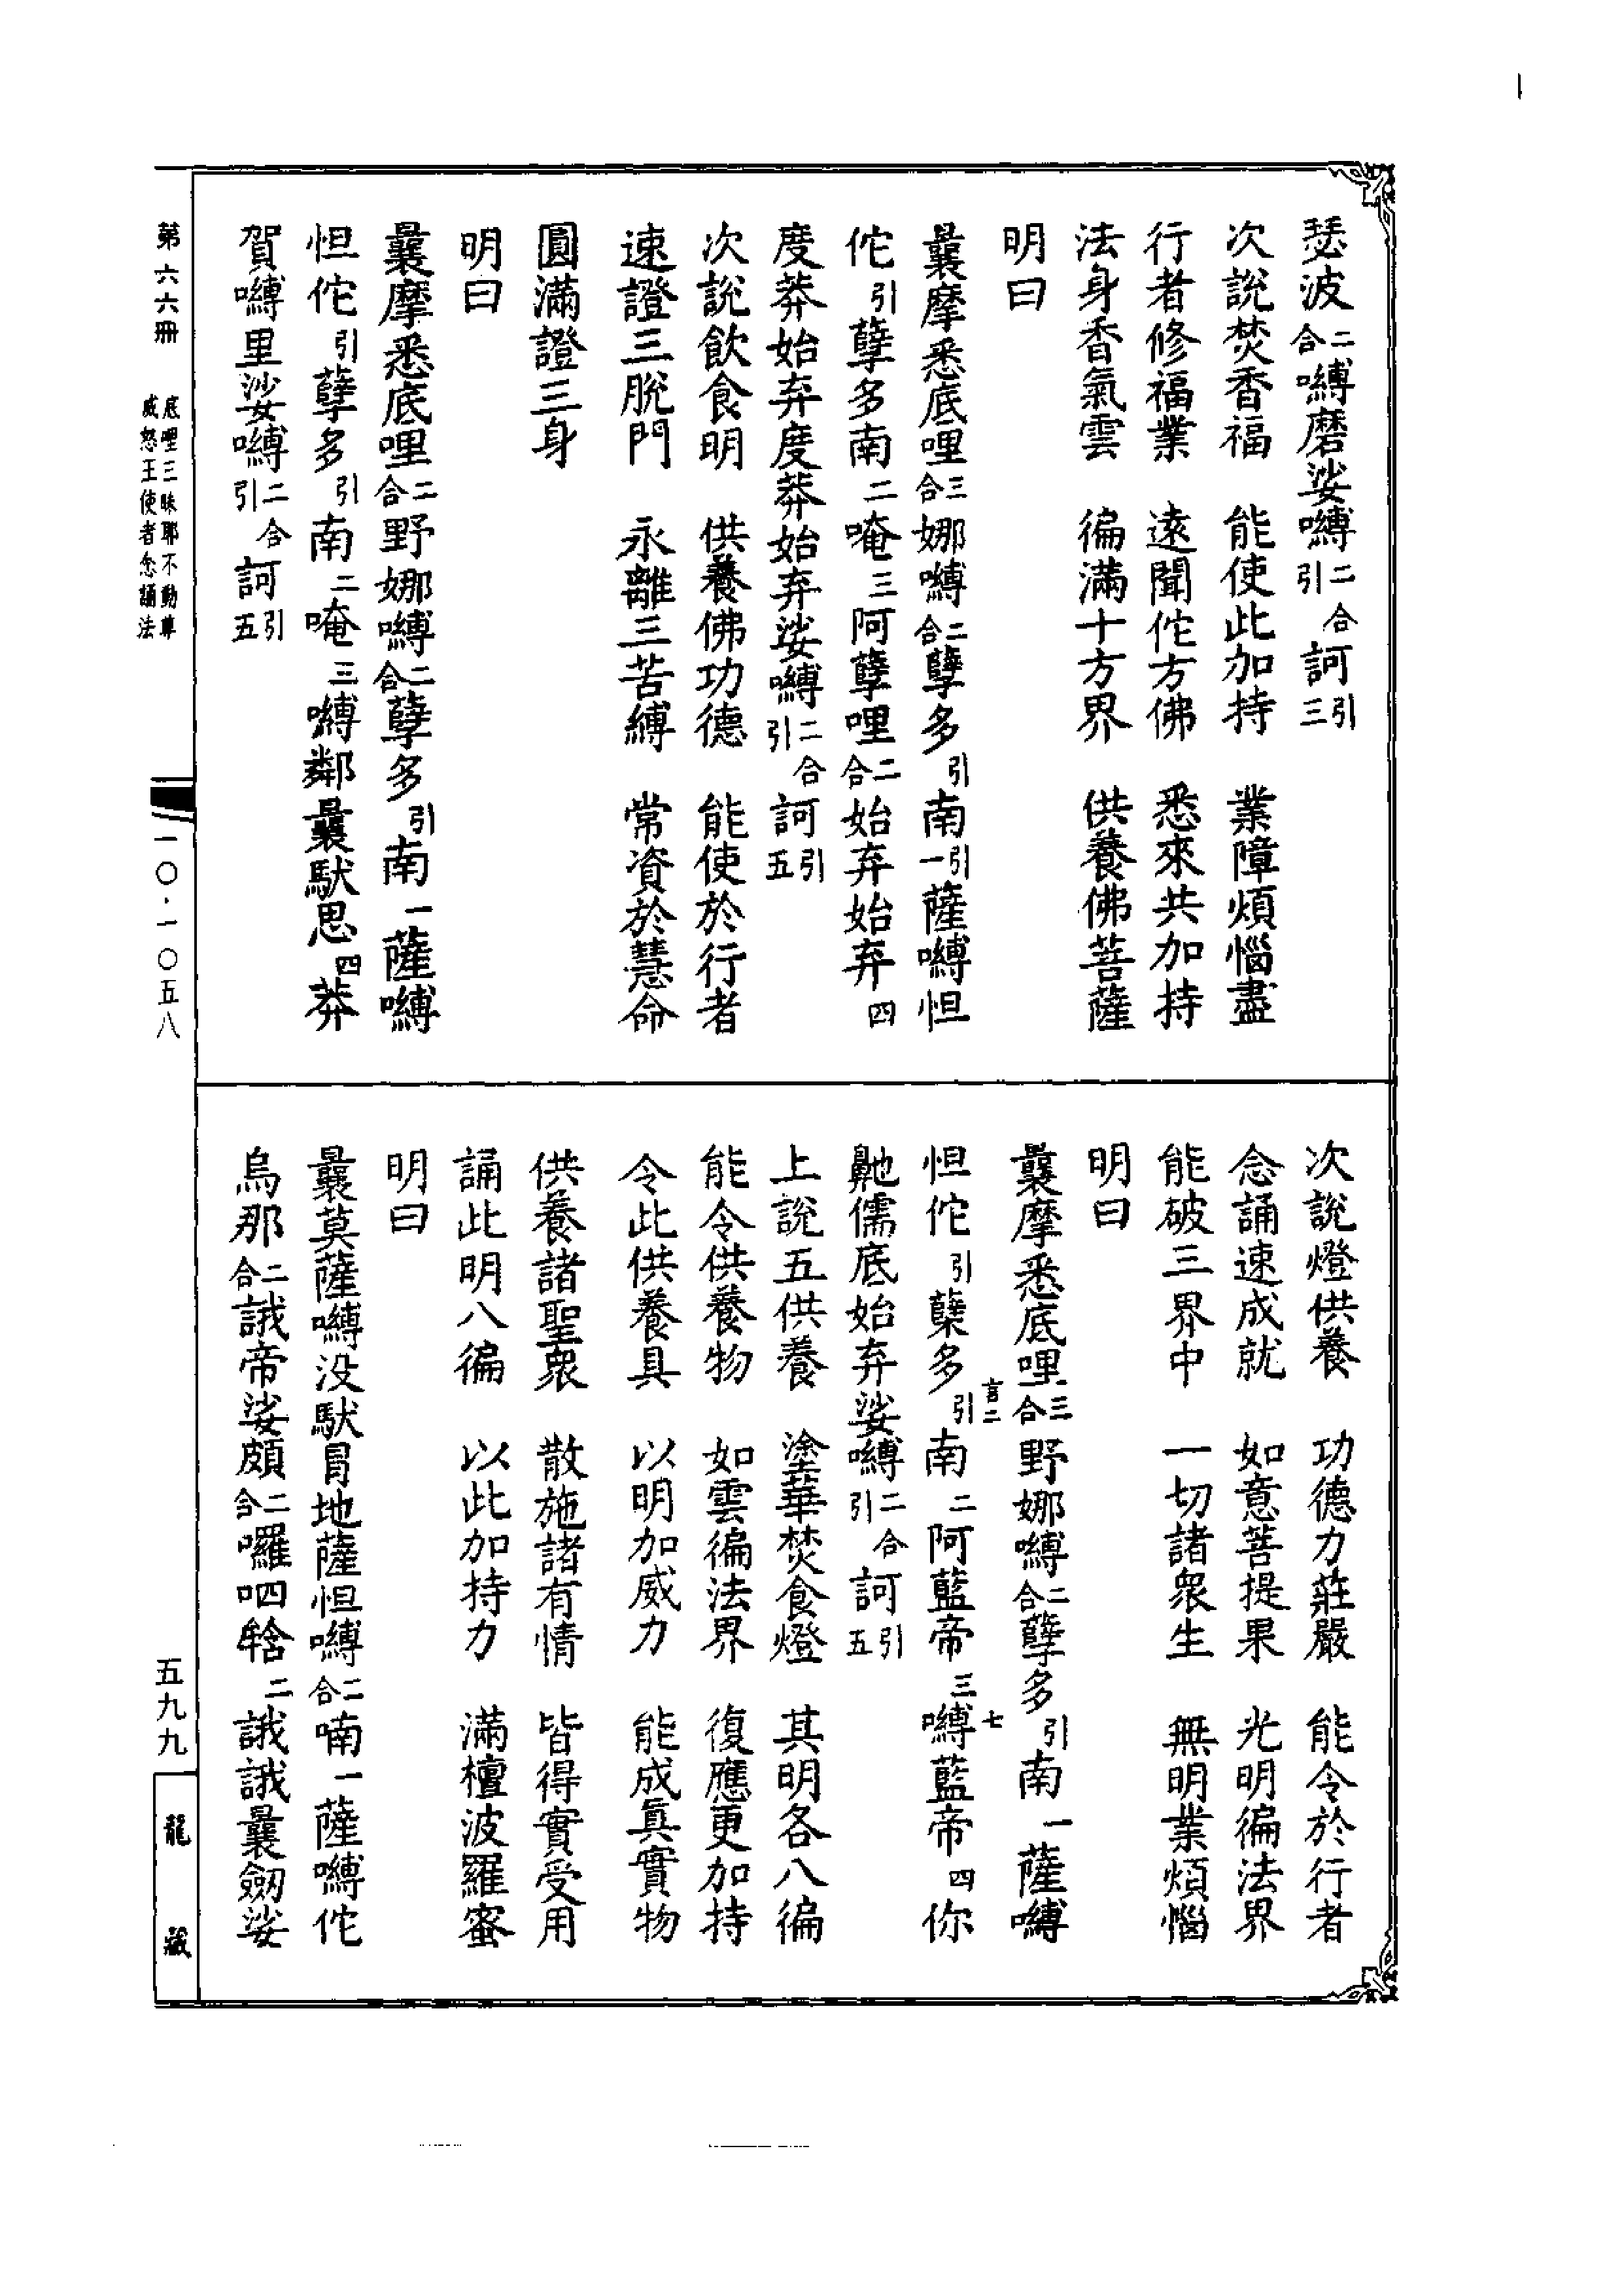 瑟波二合嚩磨娑嚩二合引訶引三
次説焚香福　能使此加持　業障煩惱盡
行者修福業　遠聞佗方佛　悉來共加持
法身香氣雲　徧滿十方界　供養佛菩薩
明曰
曩摩悉底哩三合娜嚩二合孽多引南引一薩嚩怛
佗引孽多南二唵三阿孽哩二合始弃始弃四
度莽始弃度莽始弃娑嚩二合引訶引五
次説飲食明　供養佛功德　能使於行者
速證三脫門　永離三苦縛　常資於慧命
圓滿證三身
明曰
曩摩悉底哩二合野娜嚩二合孽多引南一薩嚩
怛佗引孽多引南二唵三嚩鄰曩馱思四莽
賀嚩里沙嚩二合引訶引五
次説燈供養　功德力莊嚴　能令於行者
念誦速成就　如意菩提果　光明徧法界
能破三界中　一切諸衆生　無明業煩惱
明曰
曩摩悉底哩三合野娜嚩二合孽多引南一薩嚩
言二　七
怛佗引孽多引南二阿藍帝三嚩藍帝四你
儒底始弃娑嚩二合引訶引五
上説五供養　塗華焚食燈　其明各八徧
能令供養物　如雲徧法界　復應更加持
令此供養具　以明加威力　能成眞實物
供養諸聖衆　散施諸有情　皆得實受用
誦此明八徧　以此加持力　滿檀波羅蜜
明曰
曩莫薩嚩没馱冒地薩怛嚩二合喃一薩嚩佗
烏那二合誐帝娑頗二合囉呬𤚥二誐誐曩劒娑
第六六冊　底哩三昧耶不動尊
威怒王使者念誦法
一〇·一〇五八
五九九
龍藏